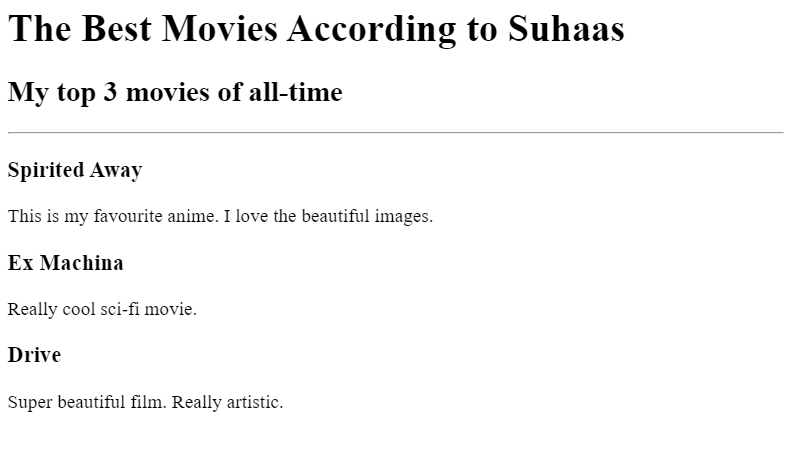 The Best Movies According to Suhaas
My top 3 movies of all-time
Spirited Away
This is my favourite anime. I love the beautiful images.
Ex Machina
Really cool sci-fi movie.
Drive
Super beautiful film. Really artistic.